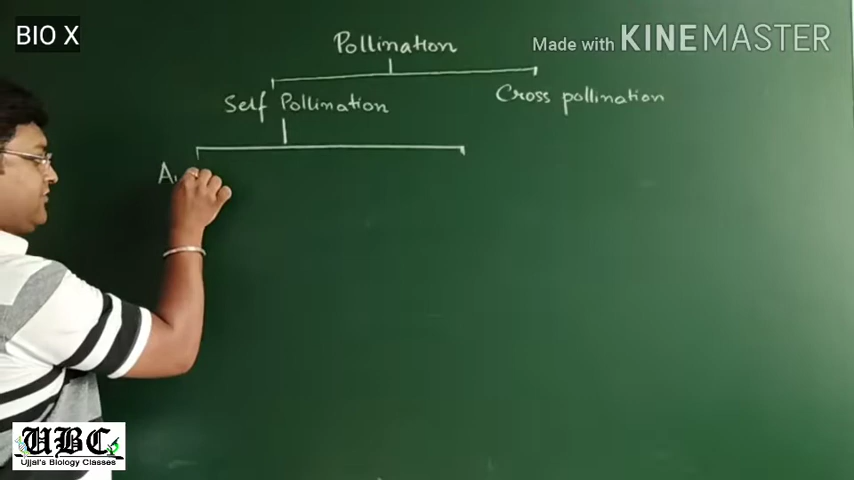 BIO X
Pollination
Made with KINEMASTER
Self Pollination
Cross pollination
UBC
Ujjal's Biology Classes